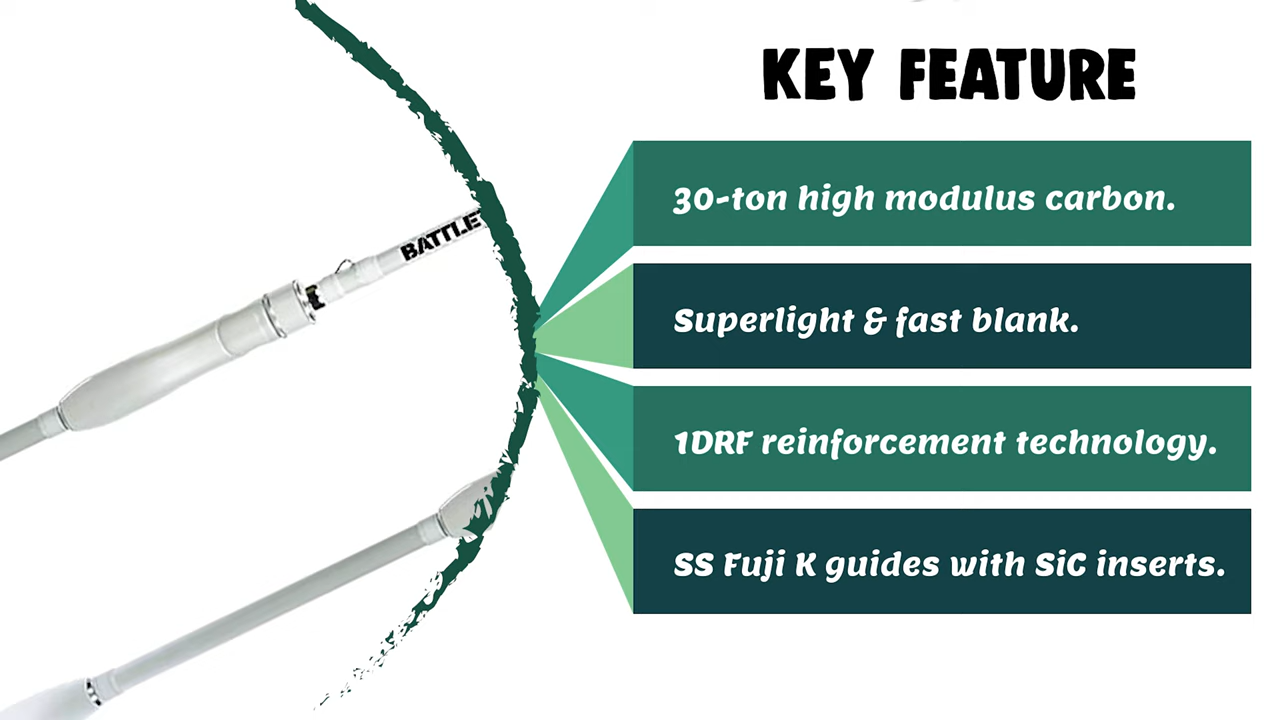 KEY FEATURE
BATTLE
30-ton high modulus carbon.
Superlight & fast blank.
1DRF reinforcement technology.
SS Fuji K guides with SiC inserts.